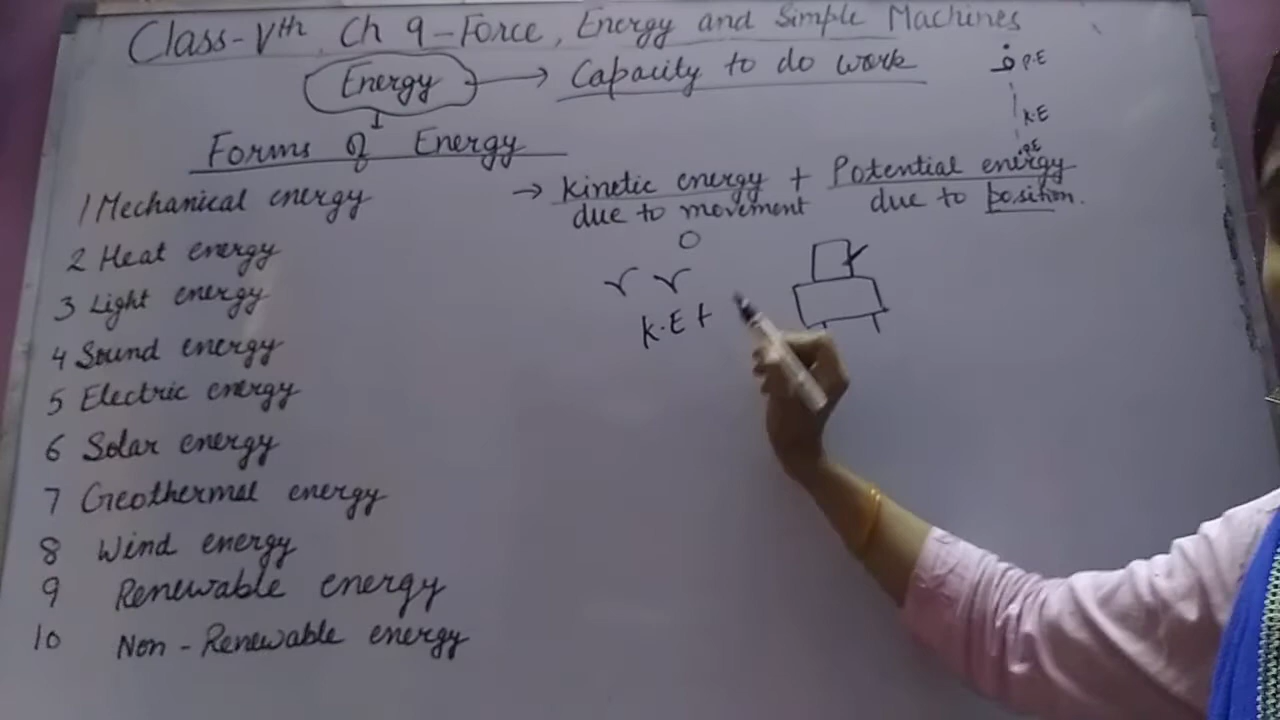 Class-Vth Ch 9-Force, Energy and Simple Machines
Energy → Capacity to do work
P.E
K.E
P.E
Forms of Energy
1 Mechanical energy → Kinetic energy + Potential energy
due to movement due to position.
2 Heat energy
3 Light energy
K.E +
4 Sound energy
5 Electric energy
6 Solar energy
7 Geothermal energy
8 Wind energy
9 Renewable energy
10 Non-Renewable energy